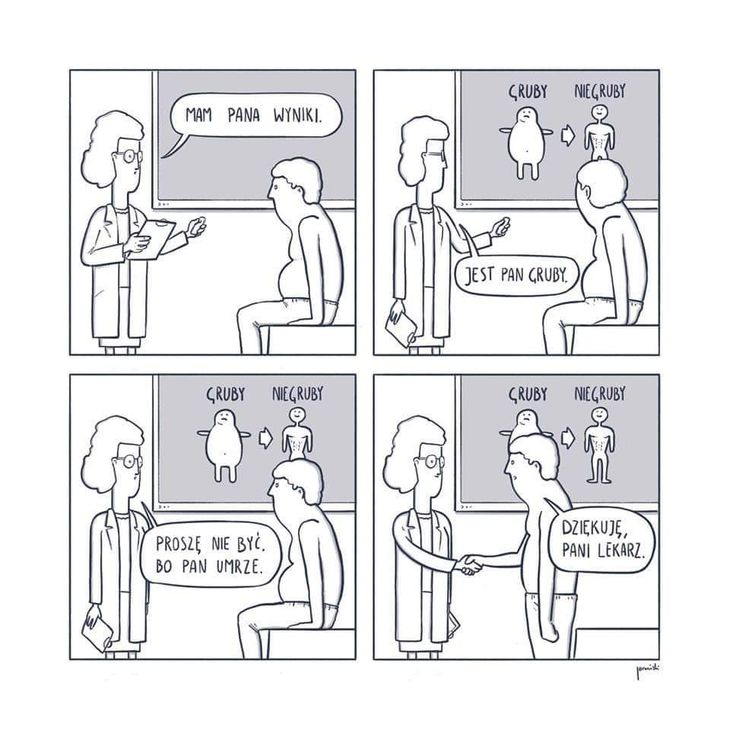 MAM PANA WYNIKI.
GRUBY NIEGRUBY
JEST PAN GRUBY.
GRUBY NIEGRUBY
PROSZĘ NIE BYĆ.
BO PAN UMRZE.
GRUBY NIEGRUBY
DZIĘKUJĘ,
PANI LEKARZ.